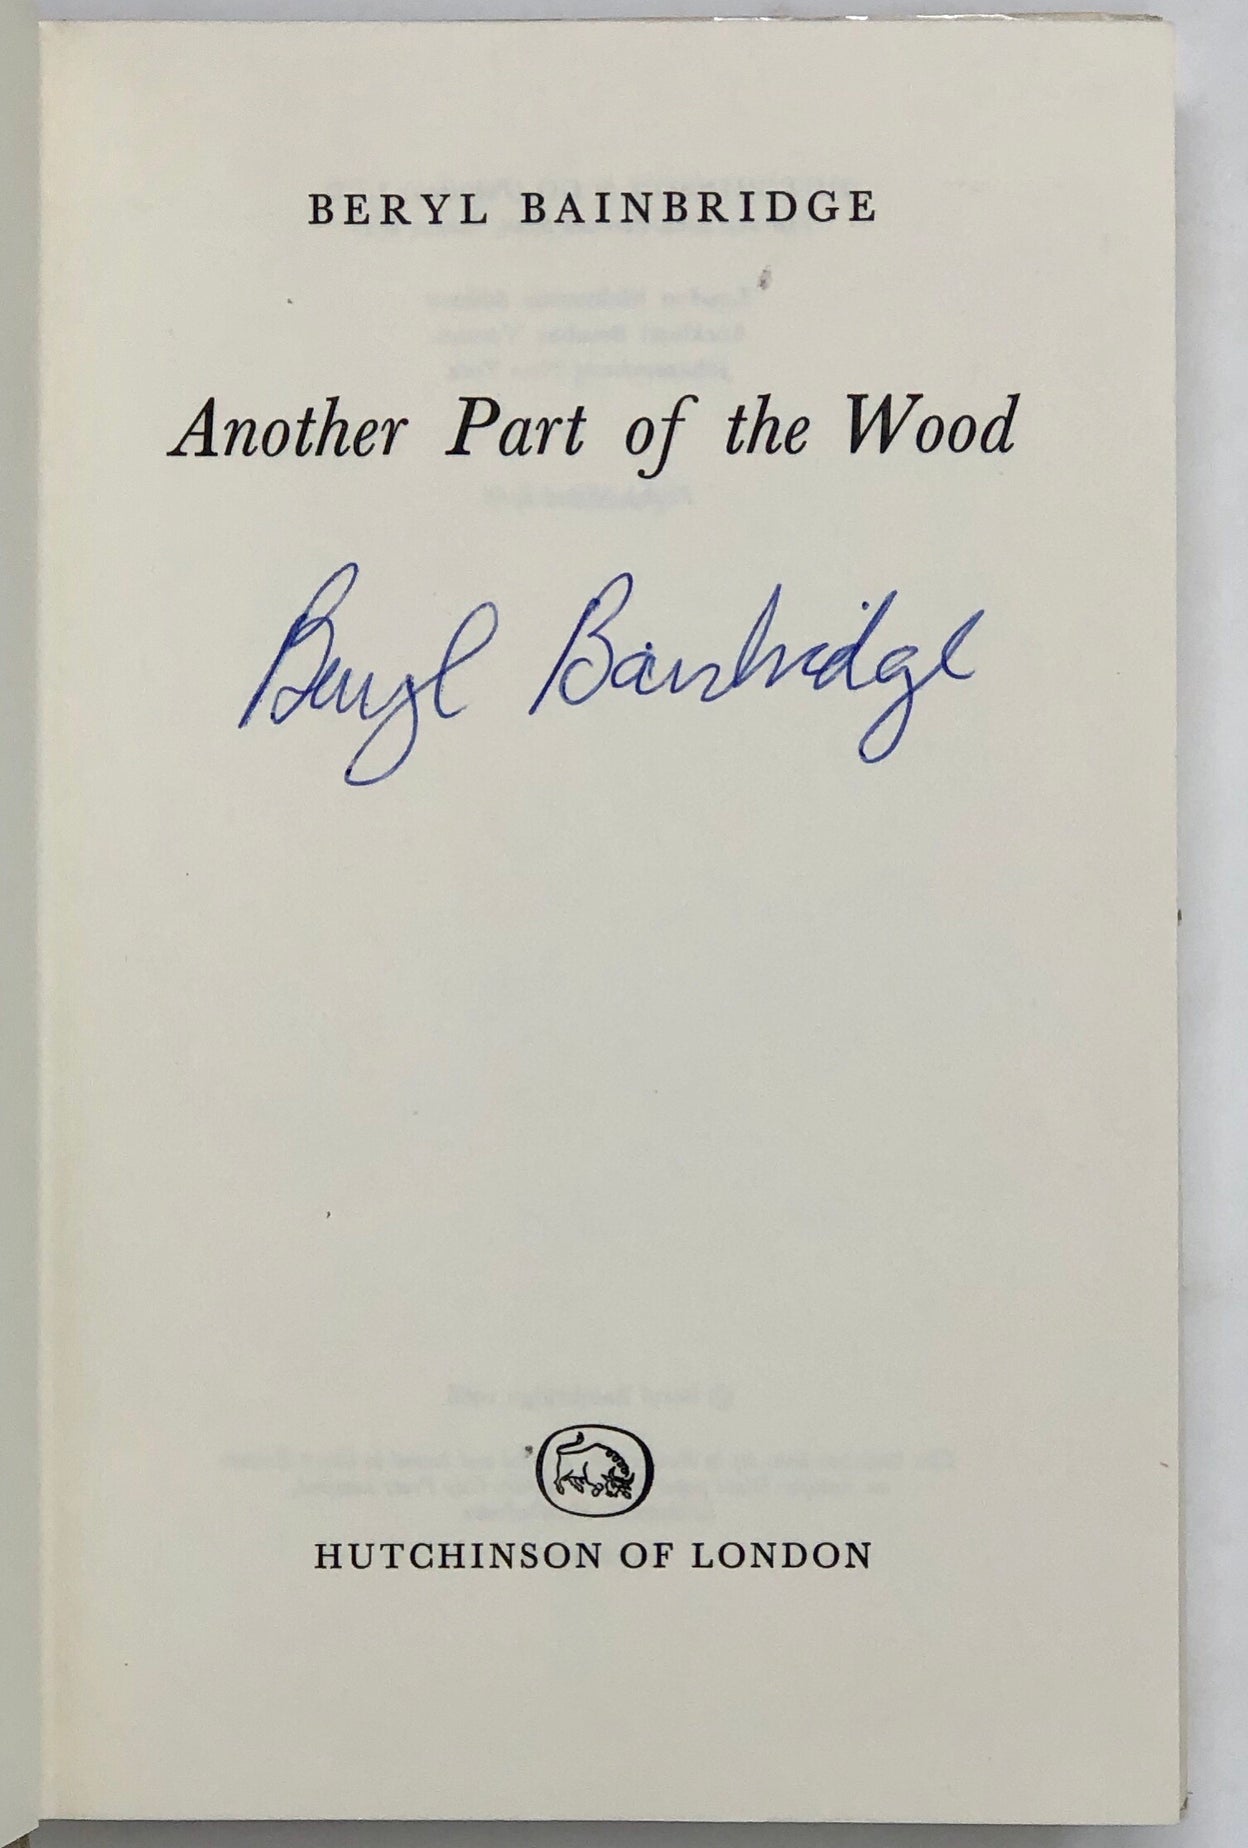 BERYL BAINBRIDGE
Another Part of the Wood
Beryl Bainbridge
HUTCHINSON OF LONDON